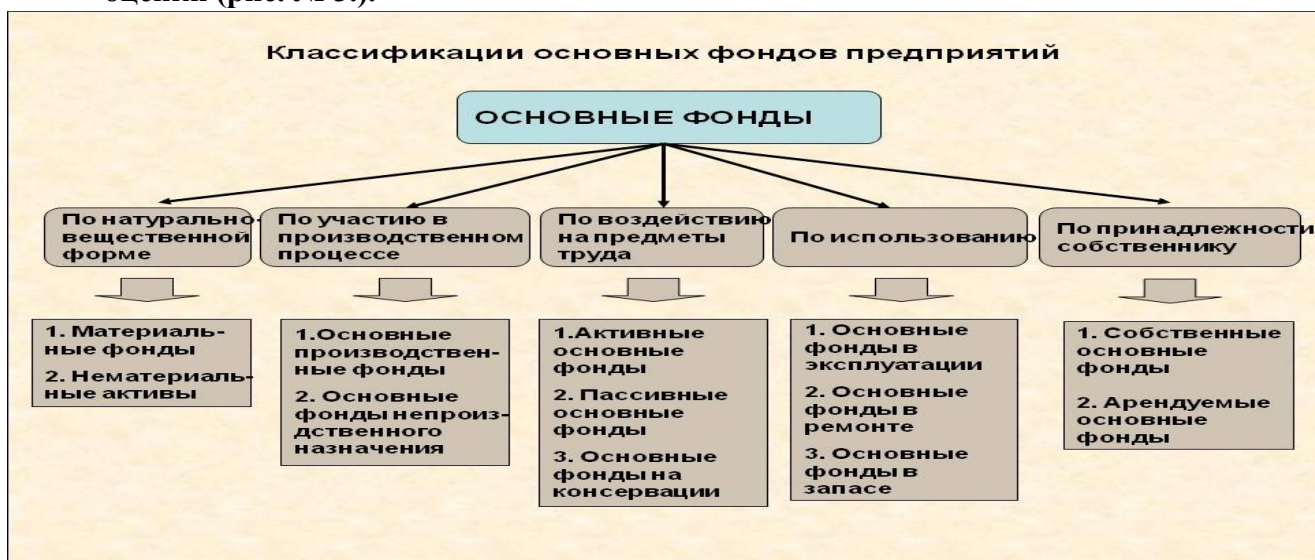 (рис. № 3.).
Классификации основных фондов предприятий
ОСНОВНЫЕ ФОНДЫ
По натурально-
вещественной
форме
По участию в
производственном
процессе
По воздействию
на предметы
труда
По использованию
По принадлежности
собственнику
1. Материаль-
ные фонды
2. Нематериаль-
ные активы
1.Основные
производствен-
ные фонды
2. Основные
фонды непроиз-
дственного
назначения
1.Активные
основные
фонды
2. Пассивные
основные
фонды
3. Основные
фонды на
консервации
1. Основные
фонды в
эксплуатации
2. Основные
фонды в
ремонте
3. Основные
фонды в
запасе
1. Собственные
основные
фонды
2. Арендуемые
основные
фонды